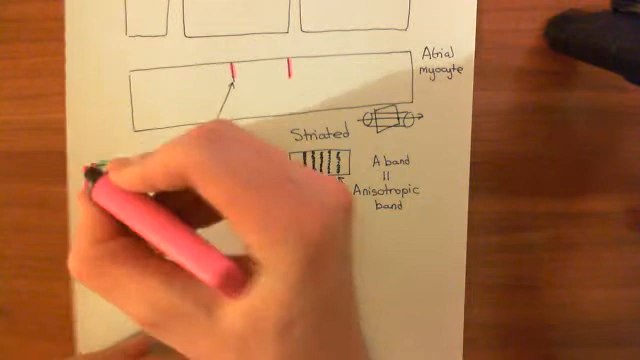 Atrial
myocyte
Striated
A band
=
Anisotropic
band